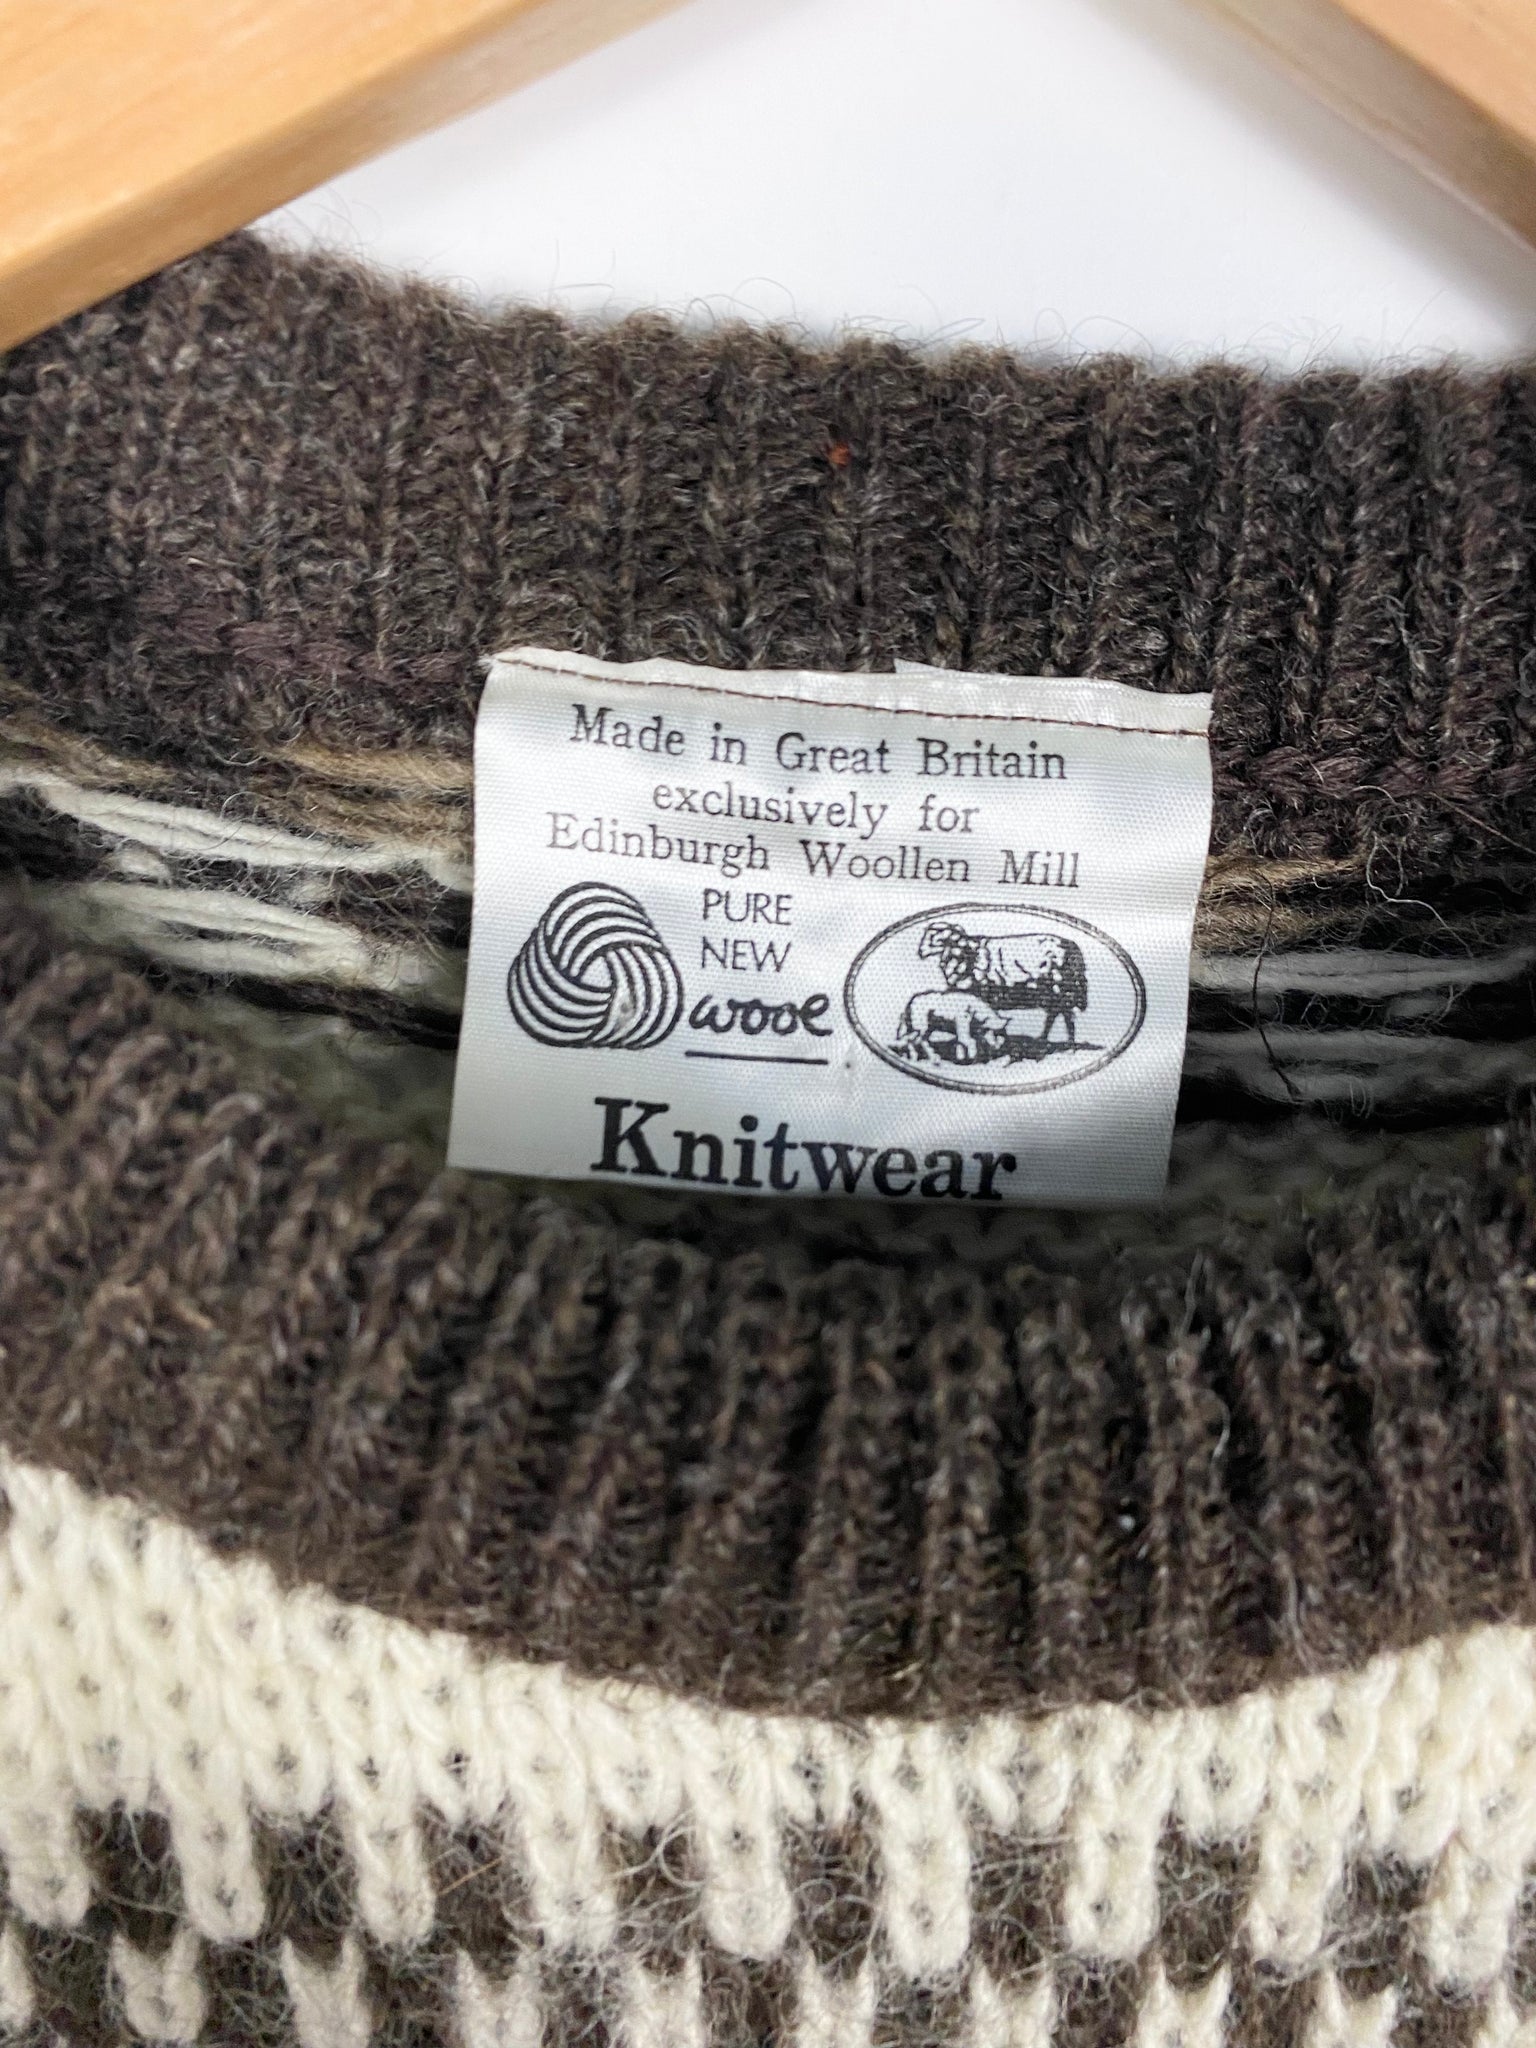 Made in Great Britain
exclusively for
Edinburgh Woollen Mill
PURE
NEW
wool
Knitwear